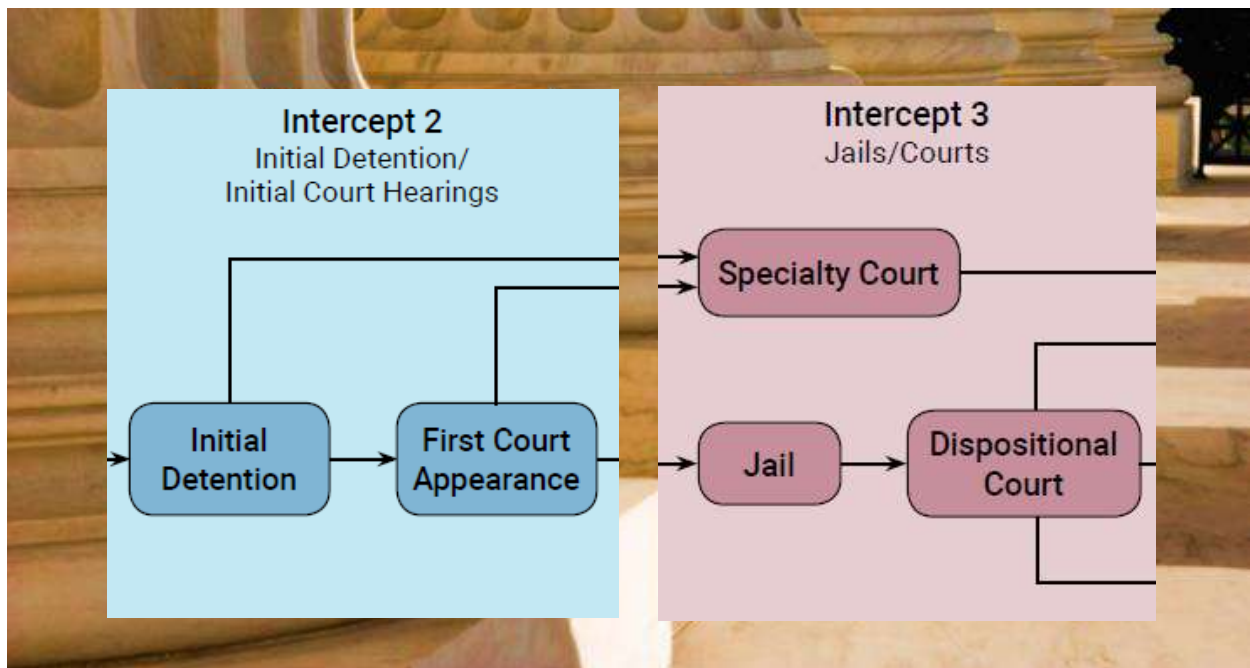 Intercept 2
Initial Detention/
Initial Court Hearings
Initial
Detention
First Court
Appearance
Intercept 3
Jails/Courts
Specialty Court
Jail
Dispositional
Court